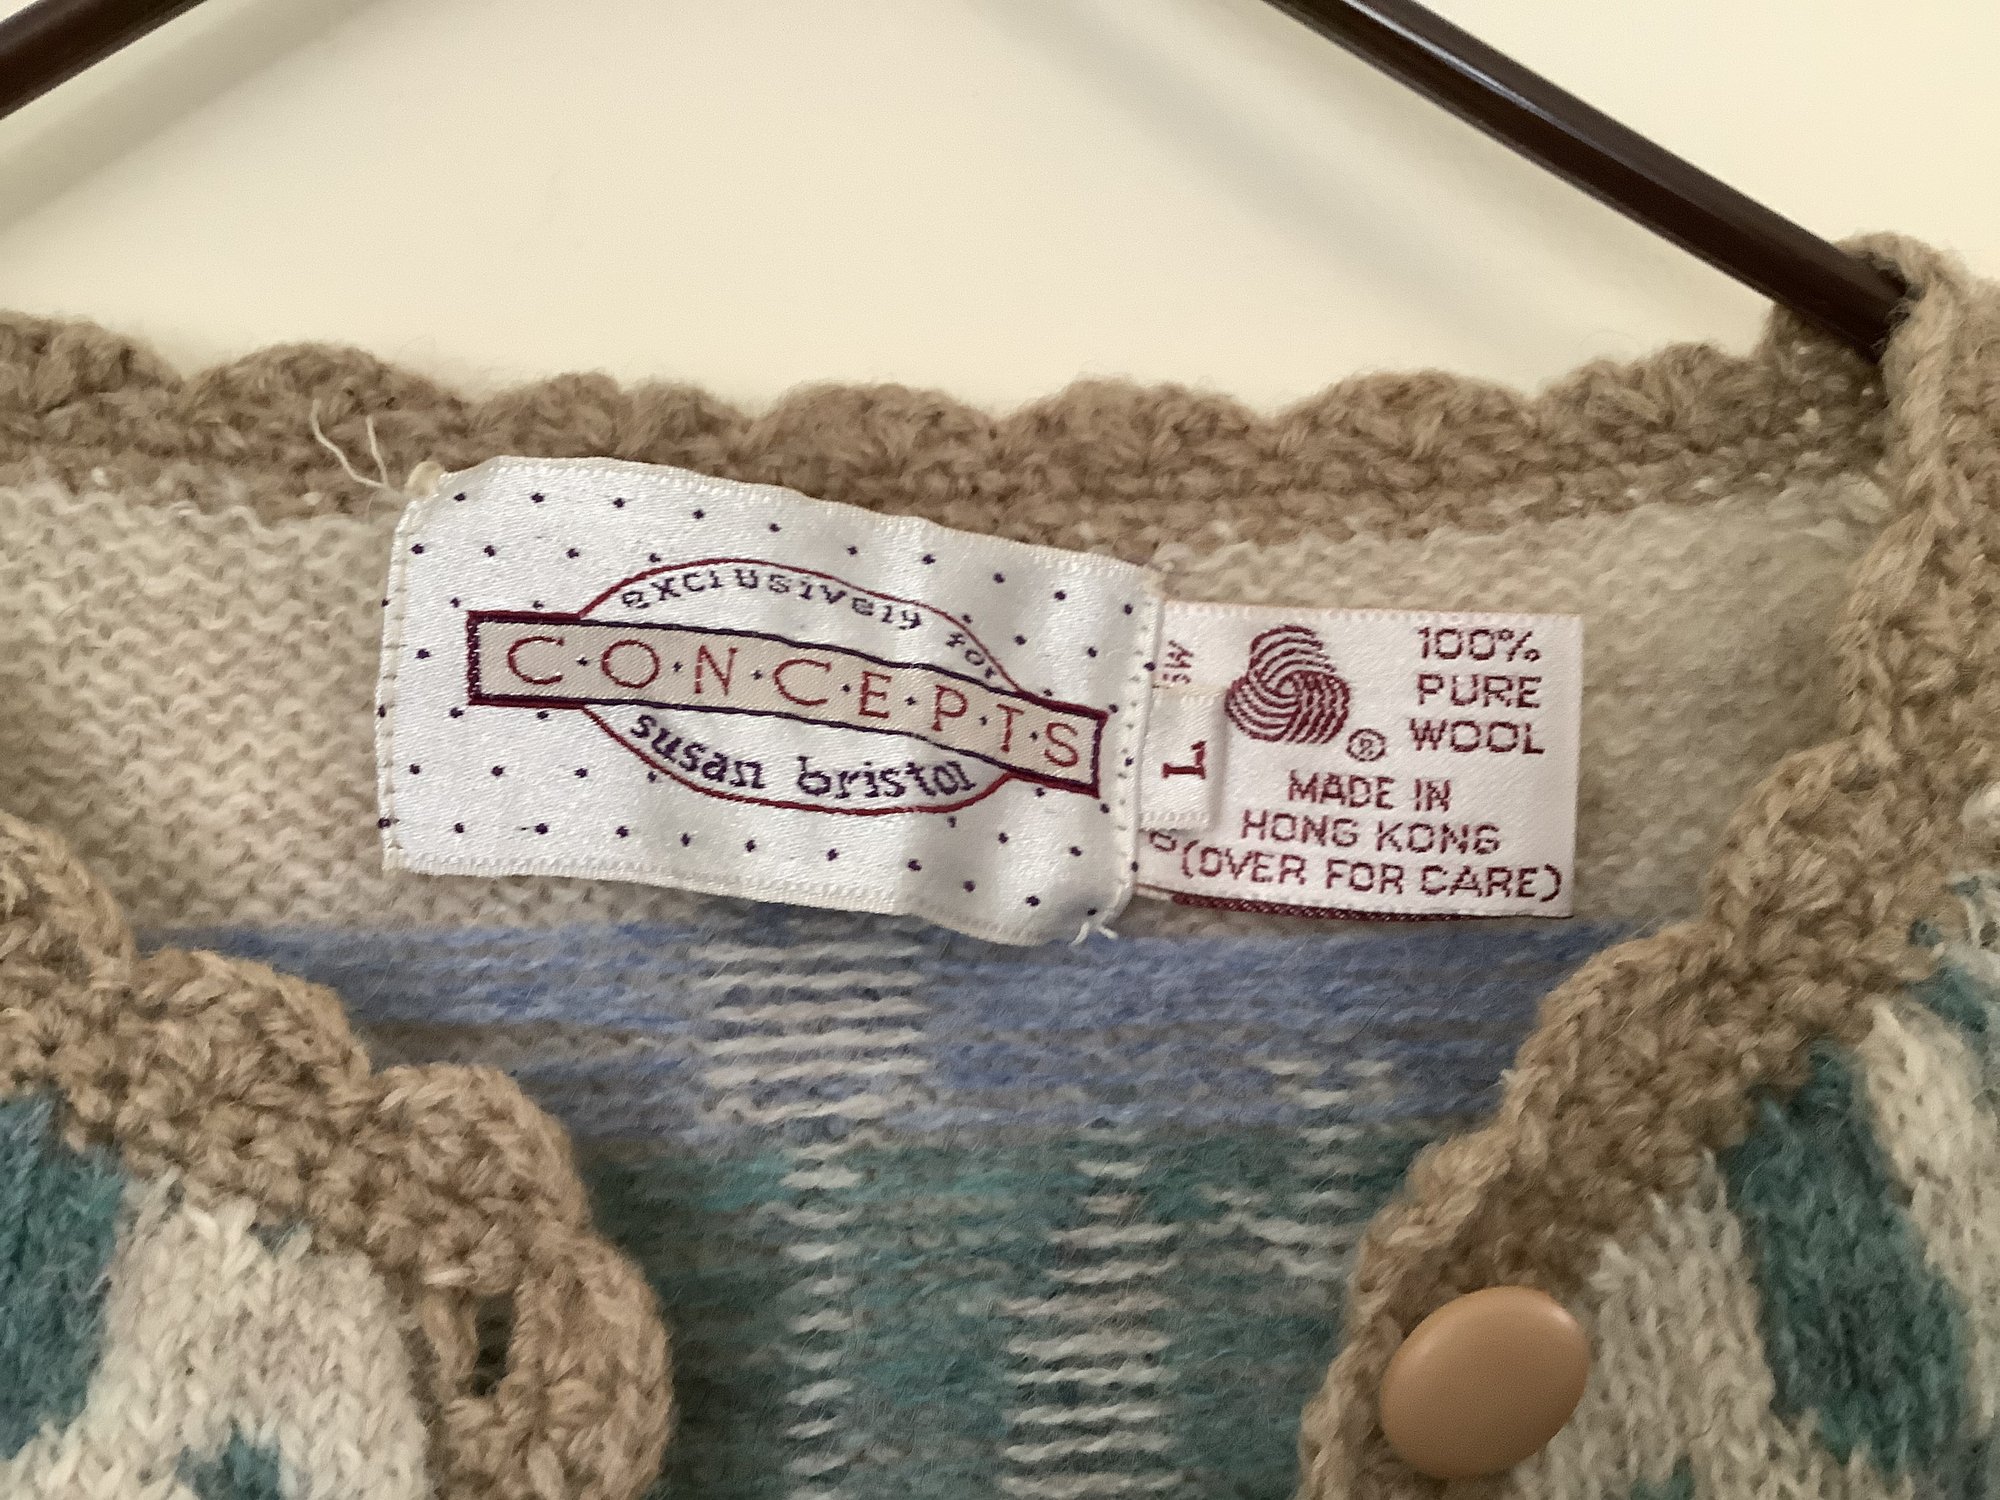 exclusively for
C·O·N·C·E·P·T·S
susan bristol
L
100%
PURE
WOOL
®
MADE IN
HONG KONG
(OVER FOR CARE)